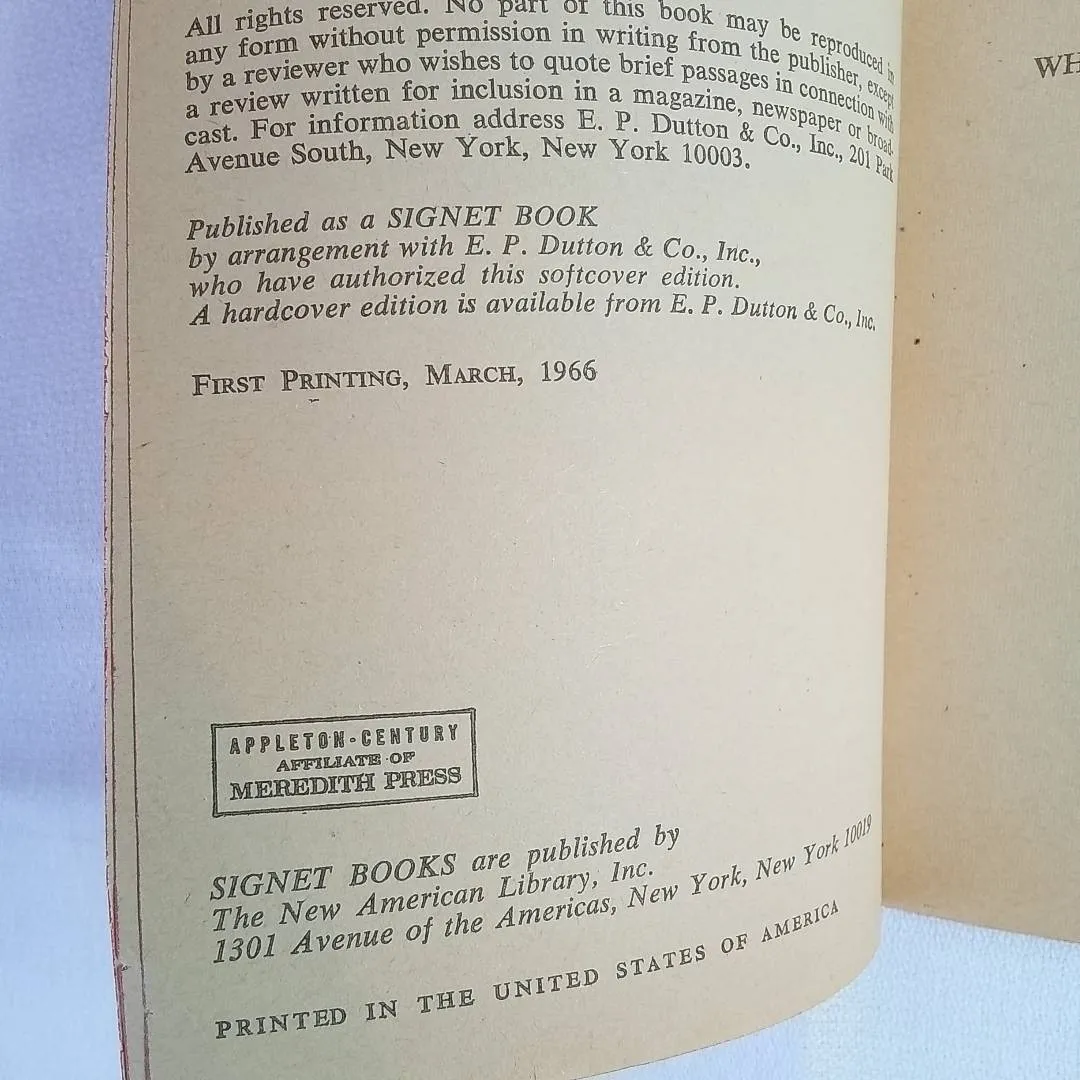 All rights reserved. No part of this book may be reproduced in
any form without permission in writing from the publisher, except
by a reviewer who wishes to quote brief passages in connection with
a review written for inclusion in a magazine, newspaper or broad-
cast. For information address E. P. Dutton & Co., Inc., 201 Park
Avenue South, New York, New York 10003.
Published as a SIGNET BOOK
by arrangement with E. P. Dutton & Co., Inc.,
who have authorized this softcover edition.
A hardcover edition is available from E. P. Dutton & Co., Inc.
FIRST PRINTING, MARCH, 1966
APPLETON-CENTURY
AFFILIATE OF
MEREDITH PRESS
SIGNET BOOKS are published by
The New American Library, Inc.
1301 Avenue of the Americas, New York, New York 10019
PRINTED IN THE UNITED STATES OF AMERICA